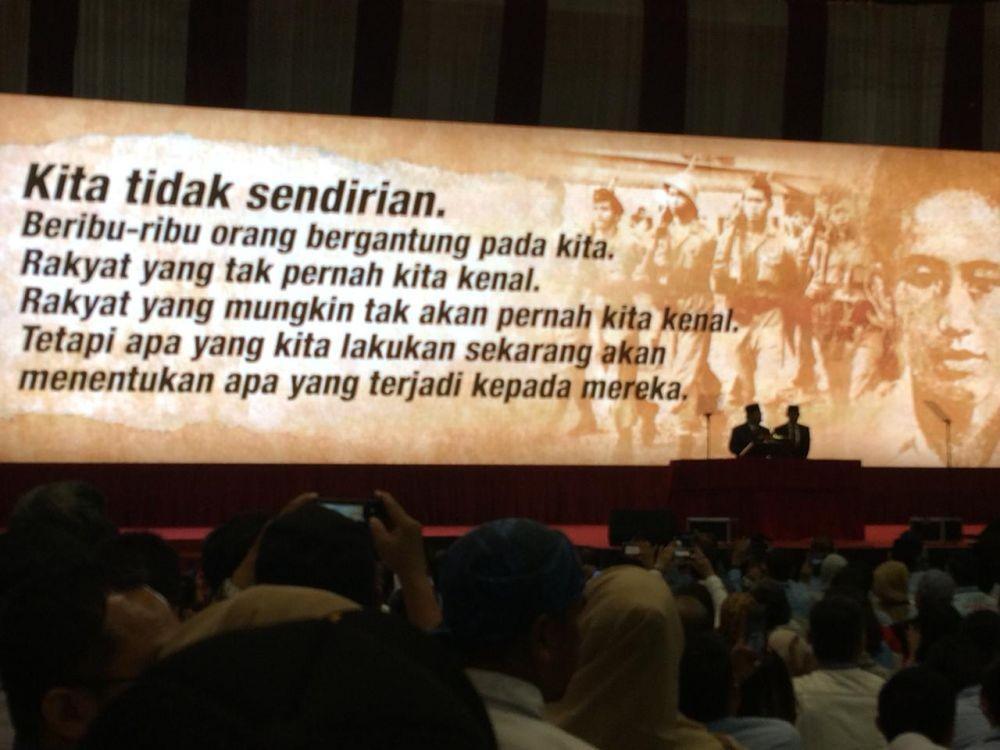 Kita tidak sendirian.
Beribu-ribu orang bergantung pada kita.
Rakyat yang tak pernah kita kenal.
Rakyat yang mungkin tak akan pernah kita kenal.
Tetapi apa yang kita lakukan sekarang akan
menentukan apa yang terjadi kepada mereka.